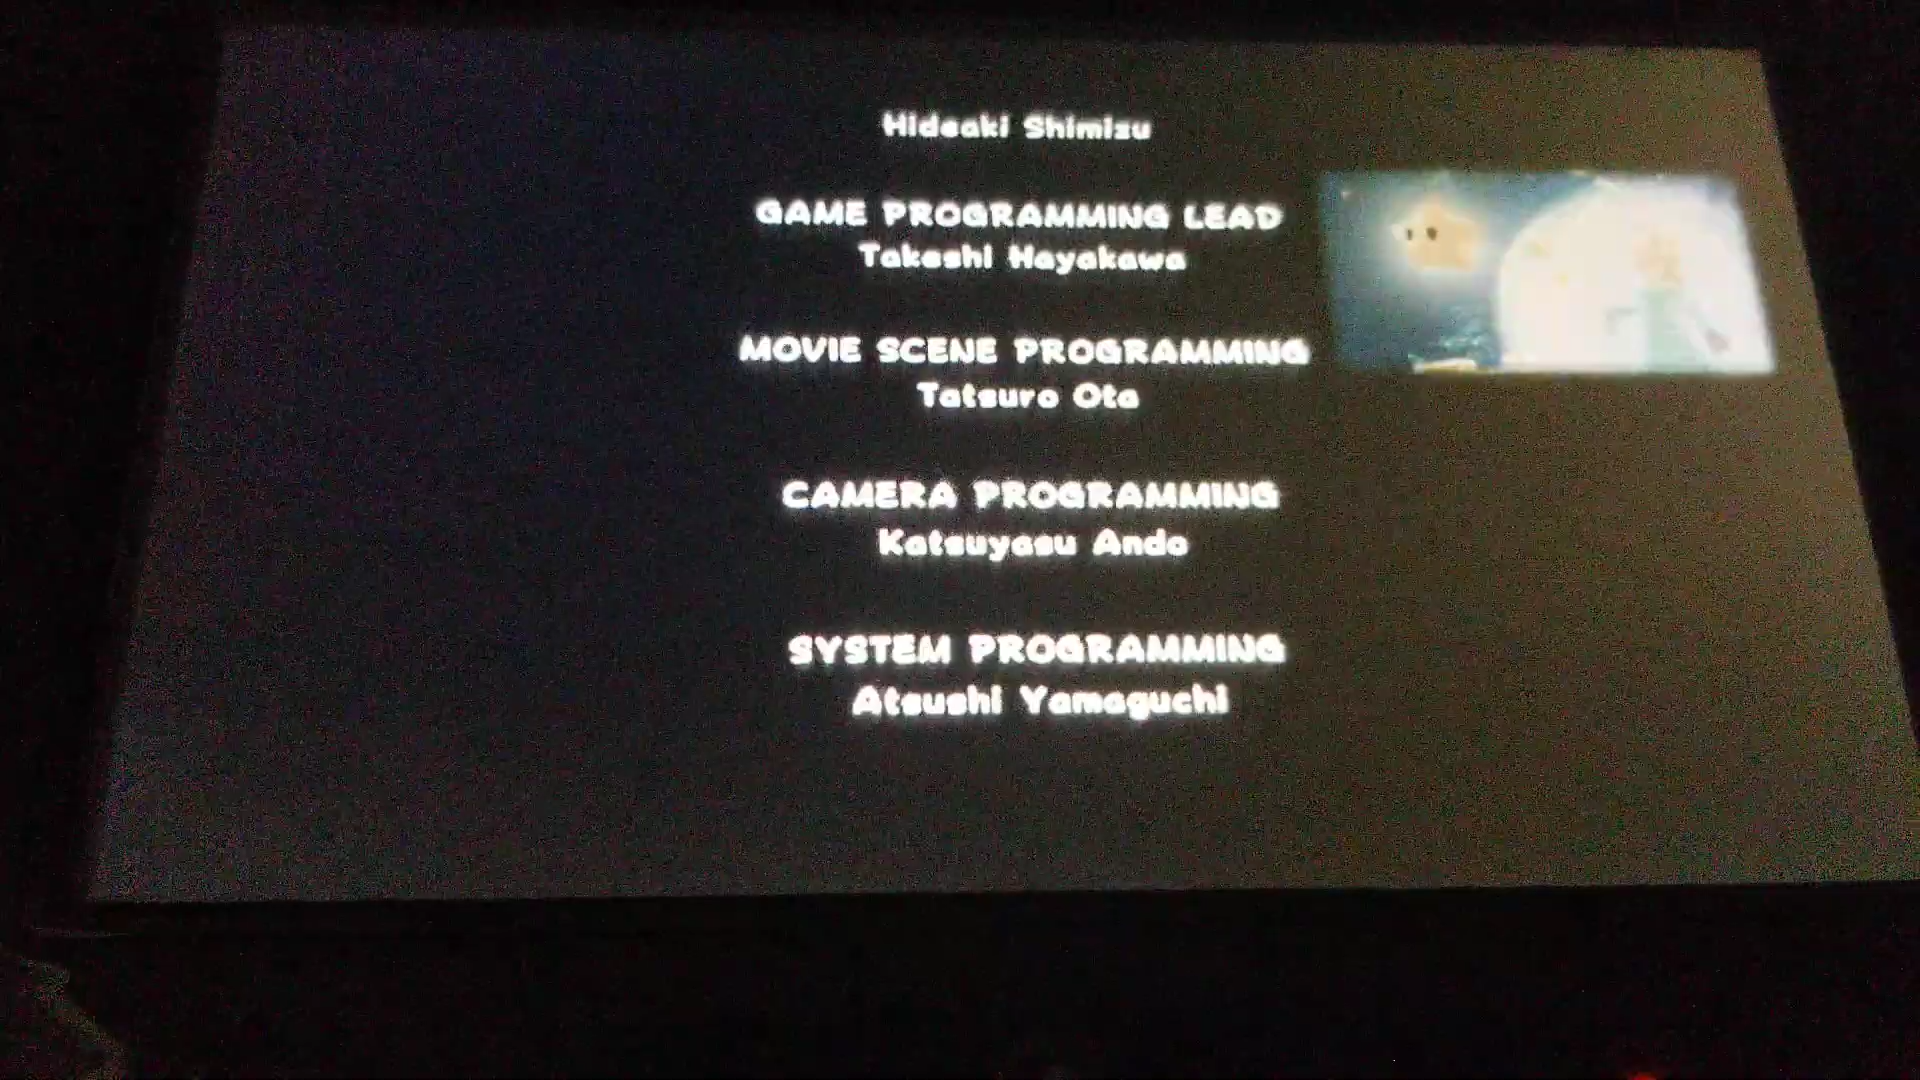 Hideaki Shimizu
GAME PROGRAMMING LEAD
Takeshi Hayakawa
MOVIE SCENE PROGRAMMING
Tatsuro Ota
CAMERA PROGRAMMING
Katsuyasu Ando
SYSTEM PROGRAMMING
Atsushi Yamaguchi